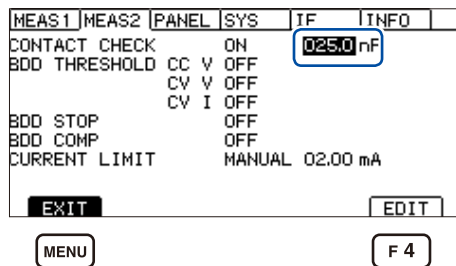 MEAS1 MEAS2 PANEL SYS IF INFO
CONTACT CHECK ON 025.0 nF
BDD THRESHOLD CC V OFF
CV V OFF
CV I OFF
BDD STOP OFF
BDD COMP OFF
CURRENT LIMIT MANUAL 02.00 mA
EXIT EDIT
MENU F 4